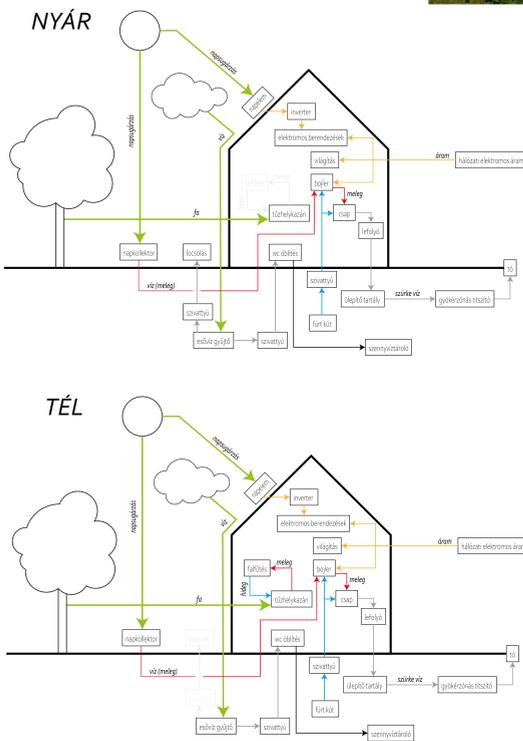 NYÁR
napsugárzás
napsugárzás
napelem
inverter
elektromos berendezések
víz
világítás
áram
hálózati elektromos áram
bojler
meleg
fa
tűzhelykazán
csap
lefolyó
napkollektor
locsolás
wc öblítés
víz (meleg)
szivattyú
ülepítő tartály
szürke víz
gyökérzónás titszító
tó
szivattyú
fúrt kút
esővíz gyűjtő
szivattyú
szennyvíztároló
TÉL
napsugárzás
napsugárzás
napelem
inverter
víz
elektromos berendezések
világítás
áram
hálózati elektromos áram
falfűtés
meleg
bojler
meleg
hideg
fa
tűzhelykazán
csap
lefolyó
napkollektor
wc öblítés
víz (meleg)
szivattyú
tó
ülepítő tartály
szürke víz
gyökérzónás titszító
fúrt kút
esővíz gyűjtő
szivattyú
szennyvíztároló